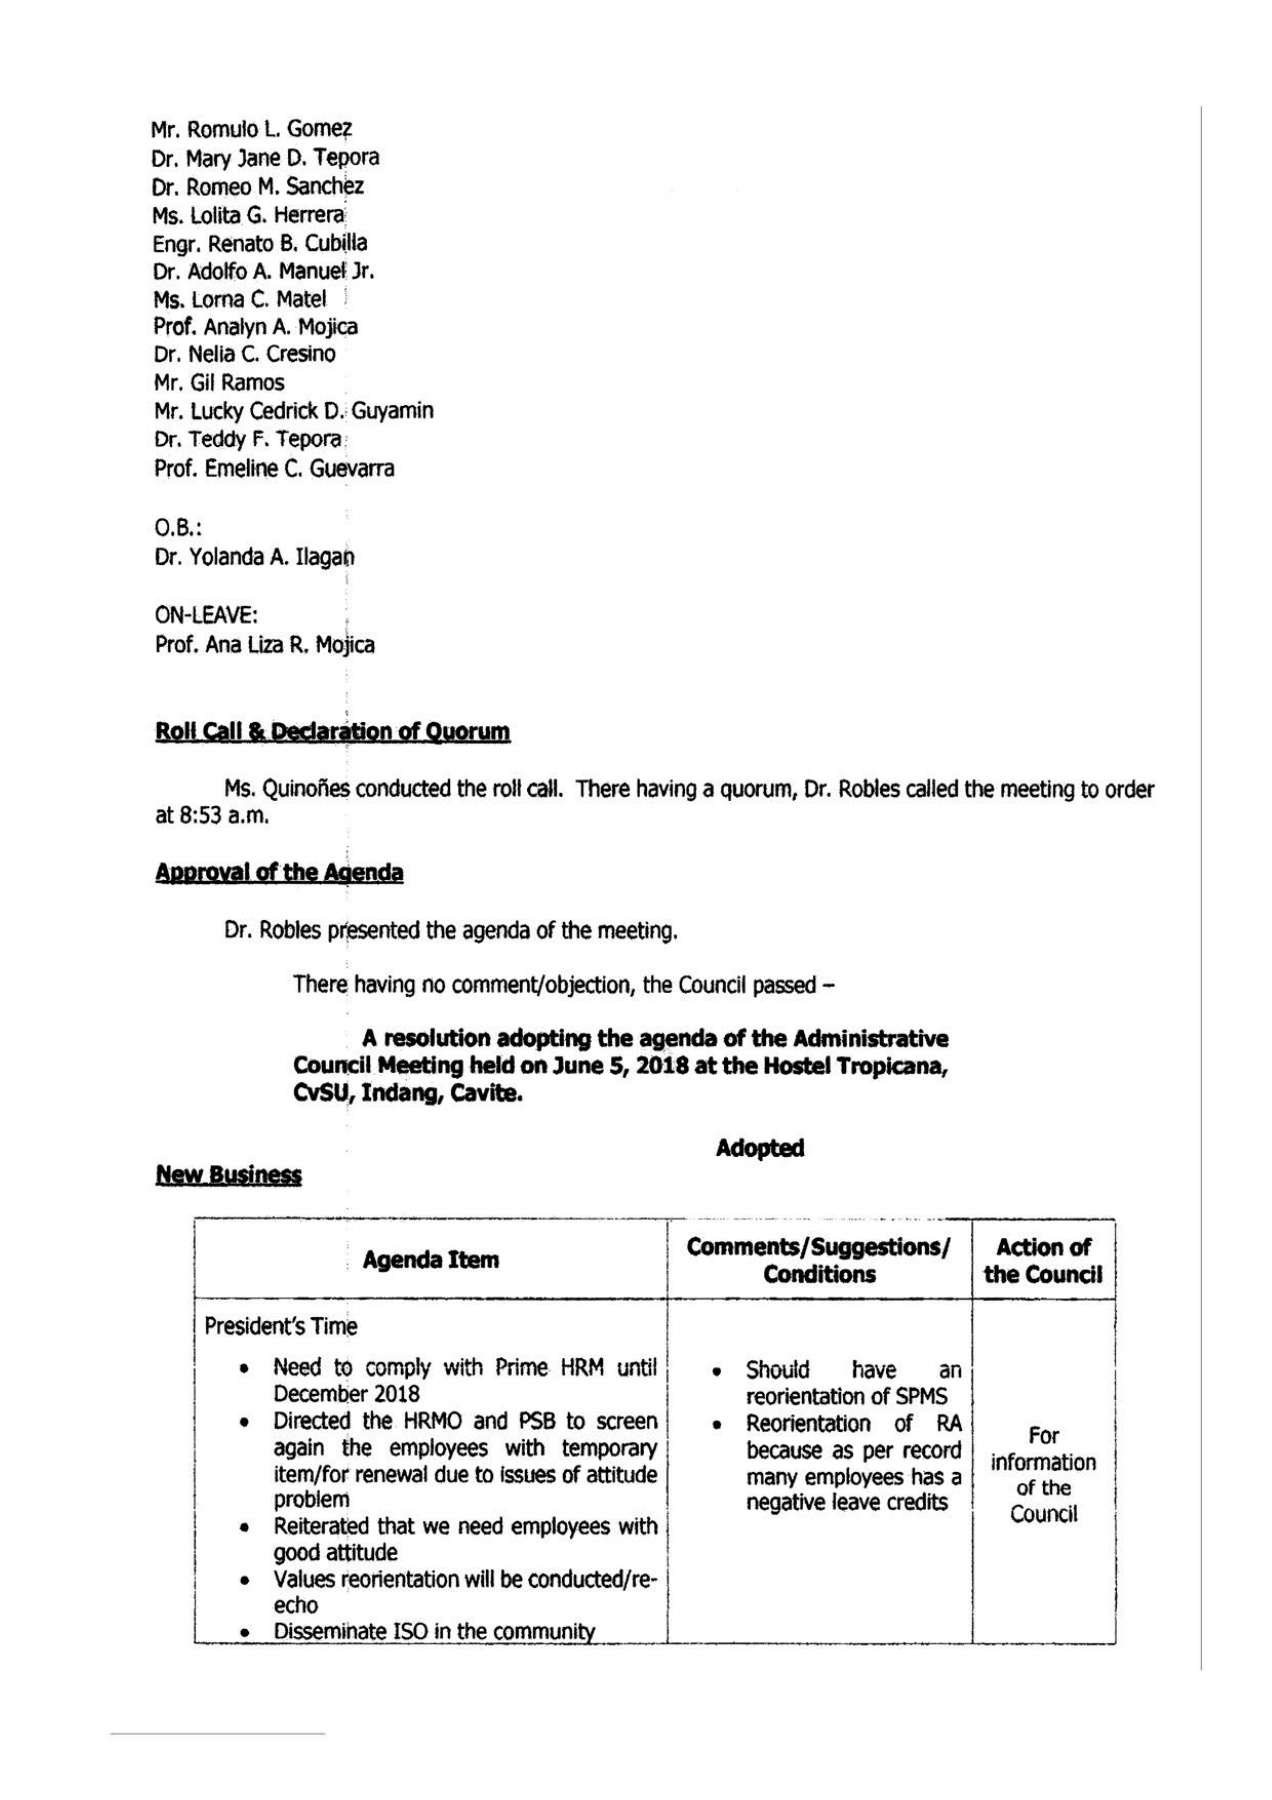 Mr. Romulo L. Gomez
Dr. Mary Jane D. Tepora
Dr. Romeo M. Sanchez
Ms. Lolita G. Herrera
Engr. Renato B. Cubilla
Dr. Adolfo A. Manuel Jr.
Ms. Lorna C. Matel
Prof. Analyn A. Mojica
Dr. Nelia C. Cresino
Mr. Gil Ramos
Mr. Lucky Cedrick D. Guyamin
Dr. Teddy F. Tepora
Prof. Emeline C. Guevarra
O.B.:
Dr. Yolanda A. Ilagan
ON-LEAVE:
Prof. Ana Liza R. Mojica
Roll Call & Declaration of Quorum
Ms. Quinoñes conducted the roll call. There having a quorum, Dr. Robles called the meeting to order
at 8:53 a.m.
Approval of the Agenda
Dr. Robles presented the agenda of the meeting.
There having no comment/objection, the Council passed –
A resolution adopting the agenda of the Administrative
Council Meeting held on June 5, 2018 at the Hostel Tropicana,
CvSU, Indang, Cavite.
Adopted
New Business
Agenda Item
Comments/Suggestions/
Conditions
Action of
the Council
President's Time
• Need to comply with Prime HRM until
December 2018
• Directed the HRMO and PSB to screen
again the employees with temporary
item/for renewal due to issues of attitude
problem
• Reiterated that we need employees with
good attitude
• Values reorientation will be conducted/re-
echo
• Disseminate ISO in the community
• Should have an
reorientation of SPMS
• Reorientation of RA
because as per record
many employees has a
negative leave credits
For
information
of the
Council